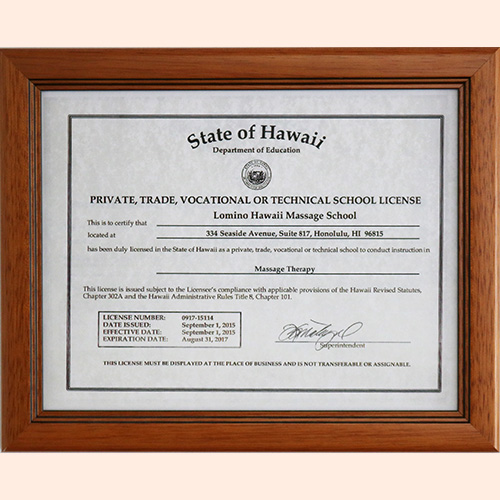 State of Hawaii
Department of Education
PRIVATE, TRADE, VOCATIONAL OR TECHNICAL SCHOOL LICENSE
This is to certify that Lomino Hawaii Massage School
located at 334 Seaside Avenue, Suite 817, Honolulu, HI 96815
has been duly licensed in the State of Hawaii as a private, trade, vocational or technical school to conduct instruction in
Massage Therapy
This license is issued subject to the Licensee's compliance with applicable provisions of the Hawaii Revised Statutes,
Chapter 302A and the Hawaii Administrative Rules Title 8, Chapter 101.
LICENSE NUMBER: 0917-15114
DATE ISSUED: September 1, 2015
EFFECTIVE DATE: September 1, 2015
EXPIRATION DATE: August 31, 2017
Superintendent
THIS LICENSE MUST BE DISPLAYED AT THE PLACE OF BUSINESS AND IS NOT TRANSFERABLE OR ASSIGNABLE.